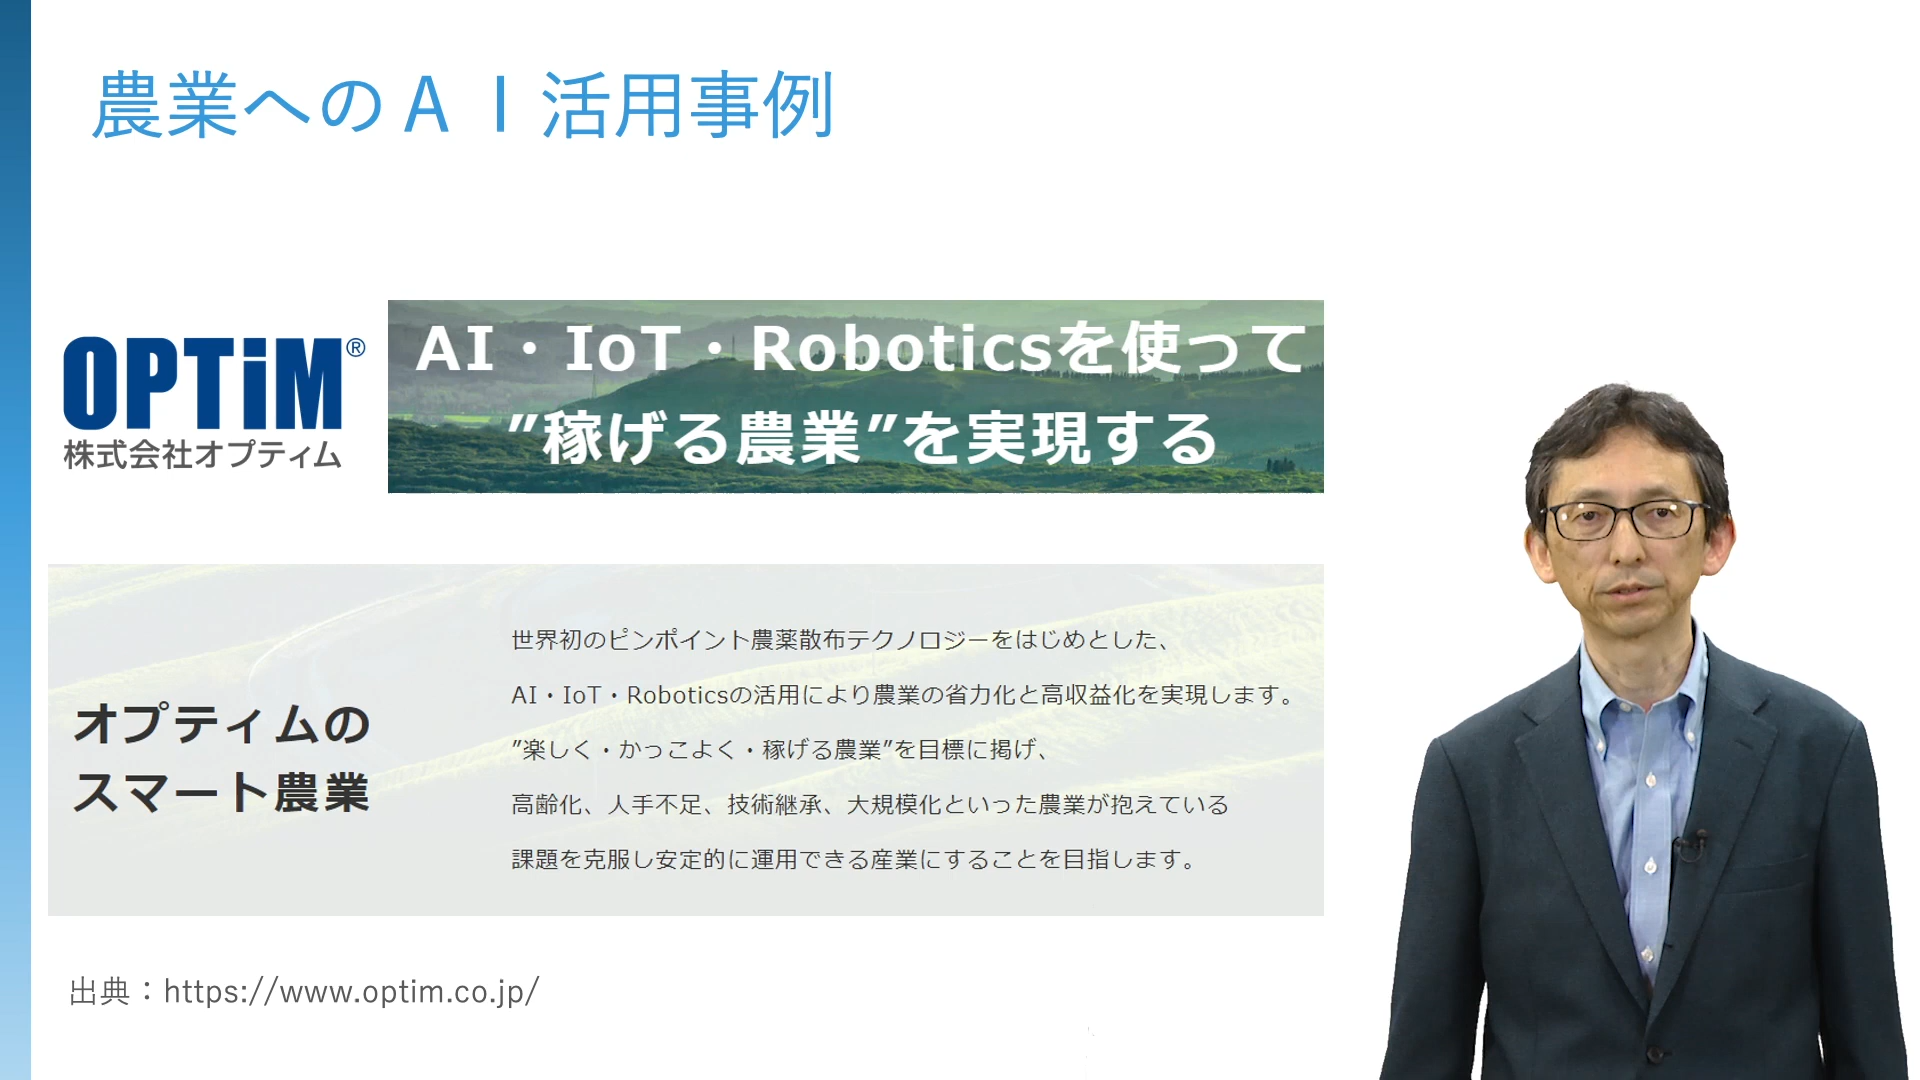 農業へのＡＩ活用事例
OPTiM®
株式会社オプティム
AI・IoT・Roboticsを使って
”稼げる農業”を実現する
オプティムの
スマート農業
世界初のピンポイント農薬散布テクノロジーをはじめとした、
AI・IoT・Roboticsの活用により農業の省力化と高収益化を実現します。
”楽しく・かっこよく・稼げる農業”を目標に掲げ、
高齢化、人手不足、技術継承、大規模化といった農業が抱えている
課題を克服し安定的に運用できる産業にすることを目指します。
出典：https://www.optim.co.jp/